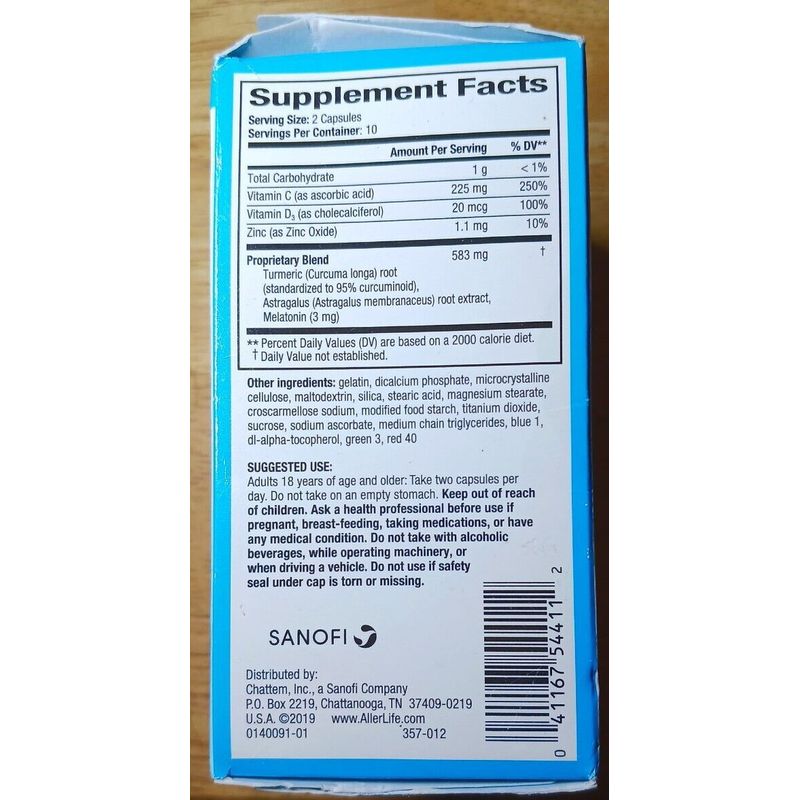 Supplement Facts
Serving Size: 2 Capsules
Servings Per Container: 10
Amount Per Serving % DV**
Total Carbohydrate 1 g < 1%
Vitamin C (as ascorbic acid) 225 mg 250%
Vitamin D3 (as cholecalciferol) 20 mcg 100%
Zinc (as Zinc Oxide) 1.1 mg 10%
Proprietary Blend 583 mg †
Turmeric (Curcuma longa) root
(standardized to 95% curcuminoid),
Astragalus (Astragalus membranaceus) root extract,
Melatonin (3 mg)
** Percent Daily Values (DV) are based on a 2000 calorie diet.
† Daily Value not established.
Other ingredients: gelatin, dicalcium phosphate, microcrystalline
cellulose, maltodextrin, silica, stearic acid, magnesium stearate,
croscarmellose sodium, modified food starch, titanium dioxide,
sucrose, sodium ascorbate, medium chain triglycerides, blue 1,
dl-alpha-tocopherol, green 3, red 40
SUGGESTED USE:
Adults 18 years of age and older: Take two capsules per
day. Do not take on an empty stomach. Keep out of reach
of children. Ask a health professional before use if
pregnant, breast-feeding, taking medications, or have
any medical condition. Do not take with alcoholic
beverages, while operating machinery, or
when driving a vehicle. Do not use if safety
seal under cap is torn or missing.
SANOFI
Distributed by:
Chattem, Inc., a Sanofi Company
P.O. Box 2219, Chattanooga, TN 37409-0219
U.S.A. ©2019 www.AllerLife.com
0140091-01 357-012
0 41167 54411 2